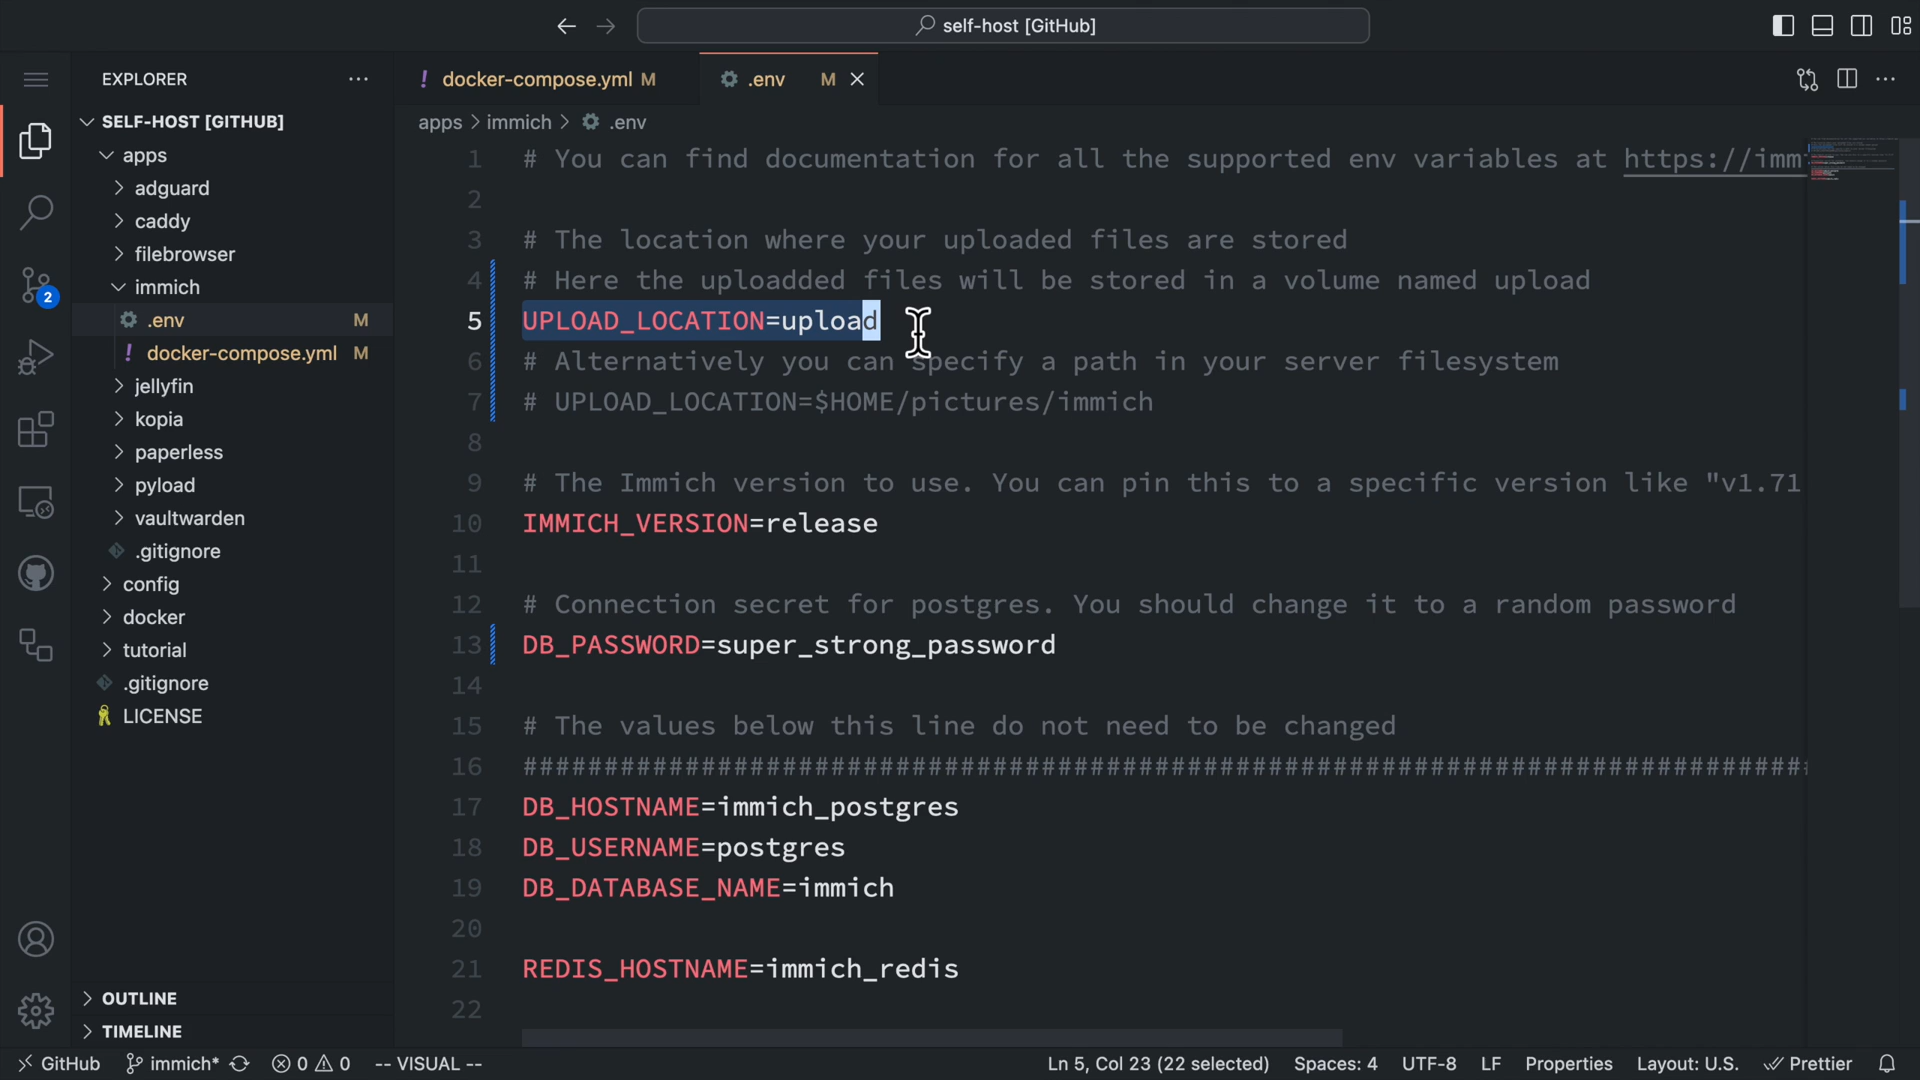 self-host [GitHub]
EXPLORER
SELF-HOST [GITHUB]
apps
adguard
caddy
filebrowser
immich
.env M
docker-compose.yml M
jellyfin
kopia
paperless
pyload
vaultwarden
.gitignore
config
docker
tutorial
.gitignore
LICENSE
OUTLINE
TIMELINE
2
! docker-compose.yml M
.env M
apps > immich > .env
1 # You can find documentation for all the supported env variables at https://imm
2
3 # The location where your uploaded files are stored
4 # Here the uploadded files will be stored in a volume named upload
5 UPLOAD_LOCATION=upload
6 # Alternatively you can specify a path in your server filesystem
7 # UPLOAD_LOCATION=$HOME/pictures/immich
8
9 # The Immich version to use. You can pin this to a specific version like "v1.71
10 IMMICH_VERSION=release
11
12 # Connection secret for postgres. You should change it to a random password
13 DB_PASSWORD=super_strong_password
14
15 # The values below this line do not need to be changed
16 ################################################################################
17 DB_HOSTNAME=immich_postgres
18 DB_USERNAME=postgres
19 DB_DATABASE_NAME=immich
20
21 REDIS_HOSTNAME=immich_redis
22
GitHub immich* 0 0 -- VISUAL -- Ln 5, Col 23 (22 selected) Spaces: 4 UTF-8 LF Properties Layout: U.S. Prettier